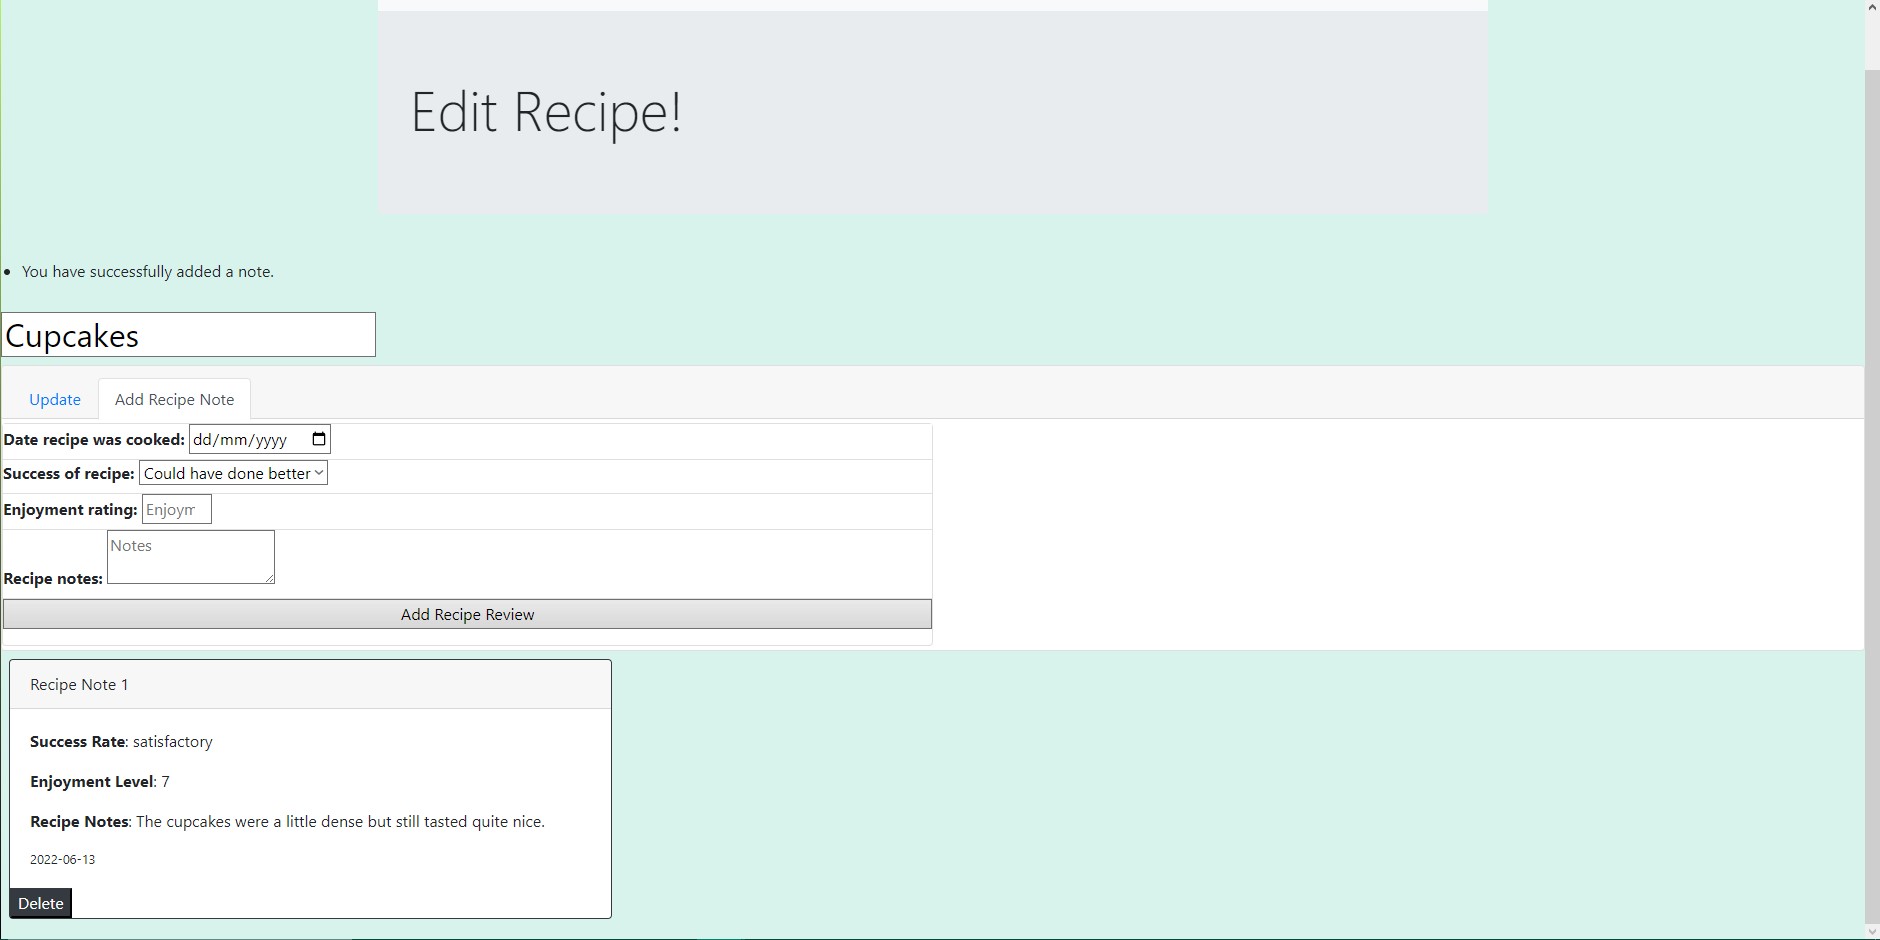 Edit Recipe!
You have successfully added a note.
Cupcakes
Update Add Recipe Note
Date recipe was cooked: dd/mm/yyyy
Success of recipe: Could have done better
Enjoyment rating: Enjoym
Notes
Recipe notes:
Add Recipe Review
Recipe Note 1
Success Rate: satisfactory
Enjoyment Level: 7
Recipe Notes: The cupcakes were a little dense but still tasted quite nice.
2022-06-13
Delete